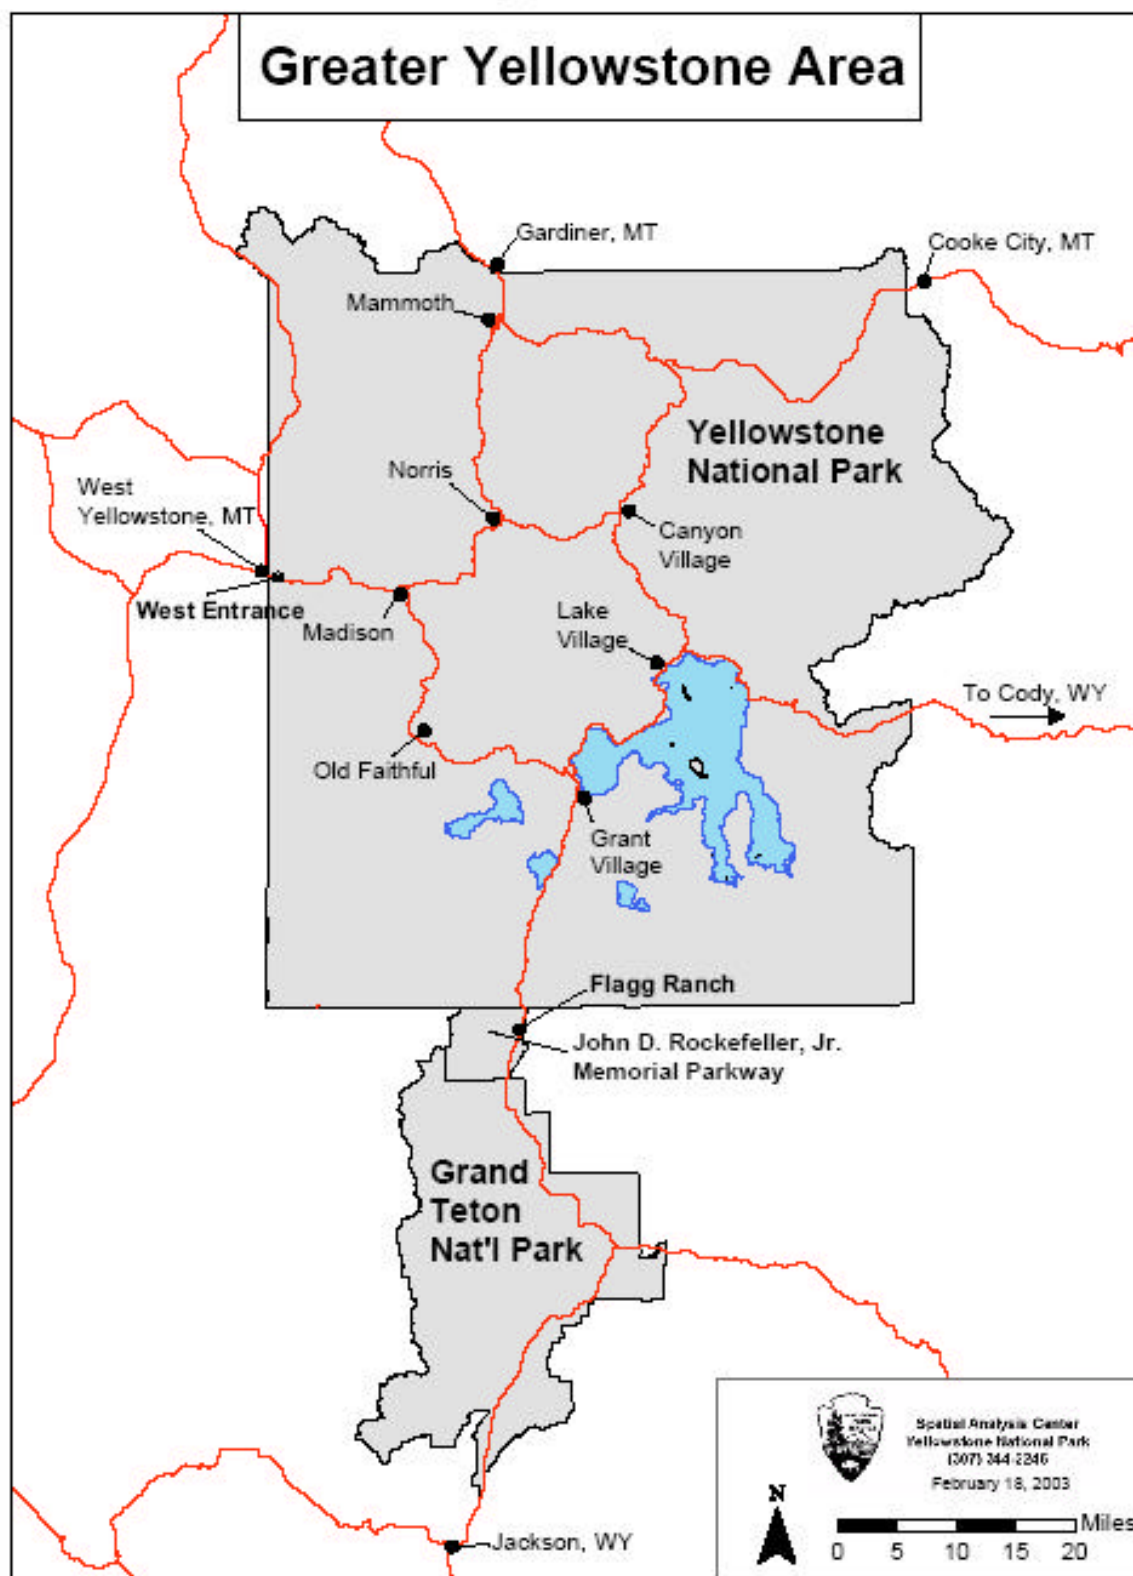 Greater Yellowstone Area
Gardiner, MT
Cooke City, MT
Mammoth
Yellowstone
National Park
Norris
West
Yellowstone, MT
Canyon
Village
West Entrance
Madison
Lake
Village
To Cody, WY
Old Faithful
Grant
Village
Flagg Ranch
John D. Rockefeller, Jr.
Memorial Parkway
Grand
Teton
Nat'l Park
Spatial Analysis Center
Yellowstone National Park
(307) 344-2246
February 18, 2003
N
Miles
0 5 10 15 20
Jackson, WY